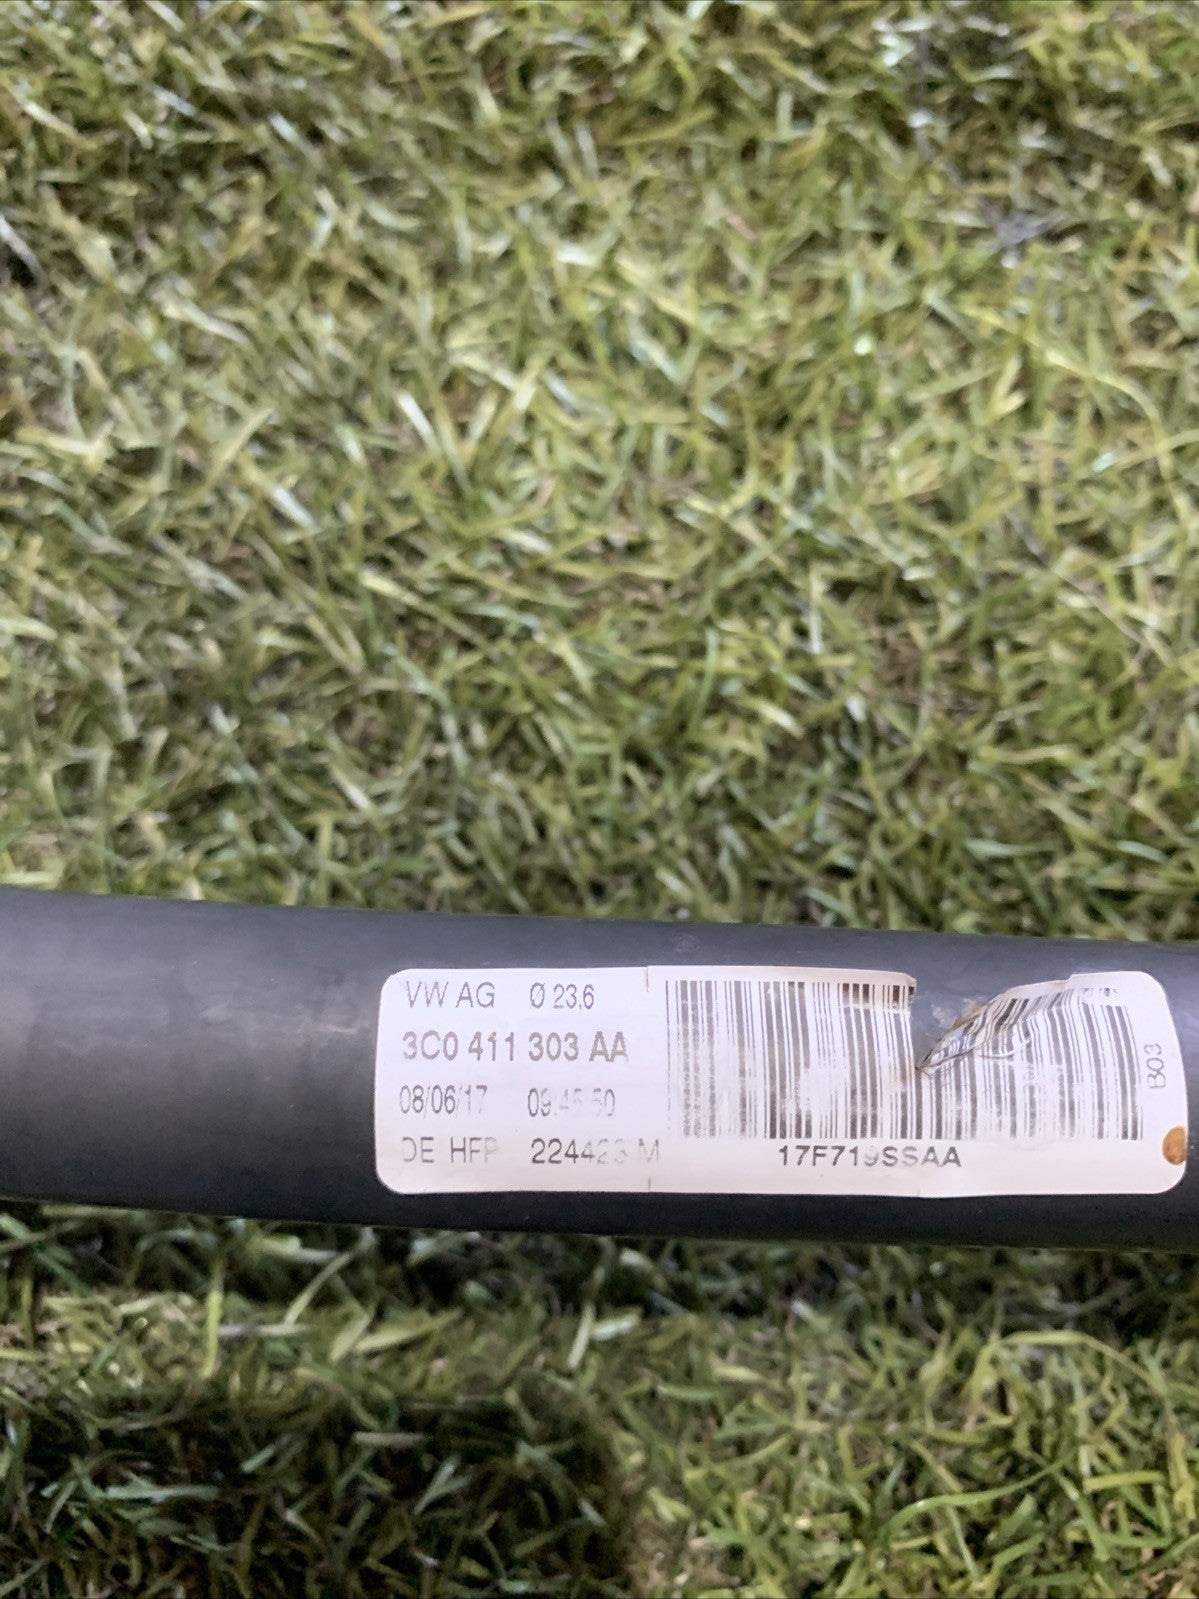 VW AG Ø 23,6
3C0 411 303 AA
08/06/17
DE HFP M
17F719SSAA
B03